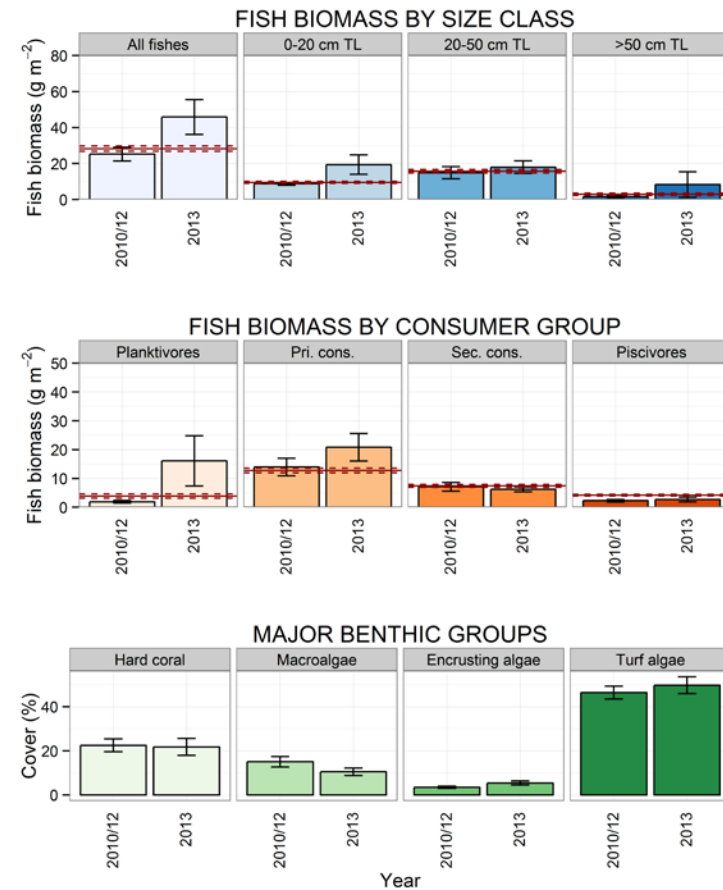 FISH BIOMASS BY SIZE CLASS
All fishes 0-20 cm TL 20-50 cm TL >50 cm TL
Fish biomass (g m⁻²)
80
60
40
20
0
2010/12 2013 2010/12 2013 2010/12 2013 2010/12 2013
FISH BIOMASS BY CONSUMER GROUP
Planktivores Pri. cons. Sec. cons. Piscivores
Fish biomass (g m⁻²)
50
40
30
20
10
0
2010/12 2013 2010/12 2013 2010/12 2013 2010/12 2013
MAJOR BENTHIC GROUPS
Hard coral Macroalgae Encrusting algae Turf algae
Cover (%)
40
20
0
2010/12 2013 2010/12 2013 2010/12 2013 2010/12 2013
Year